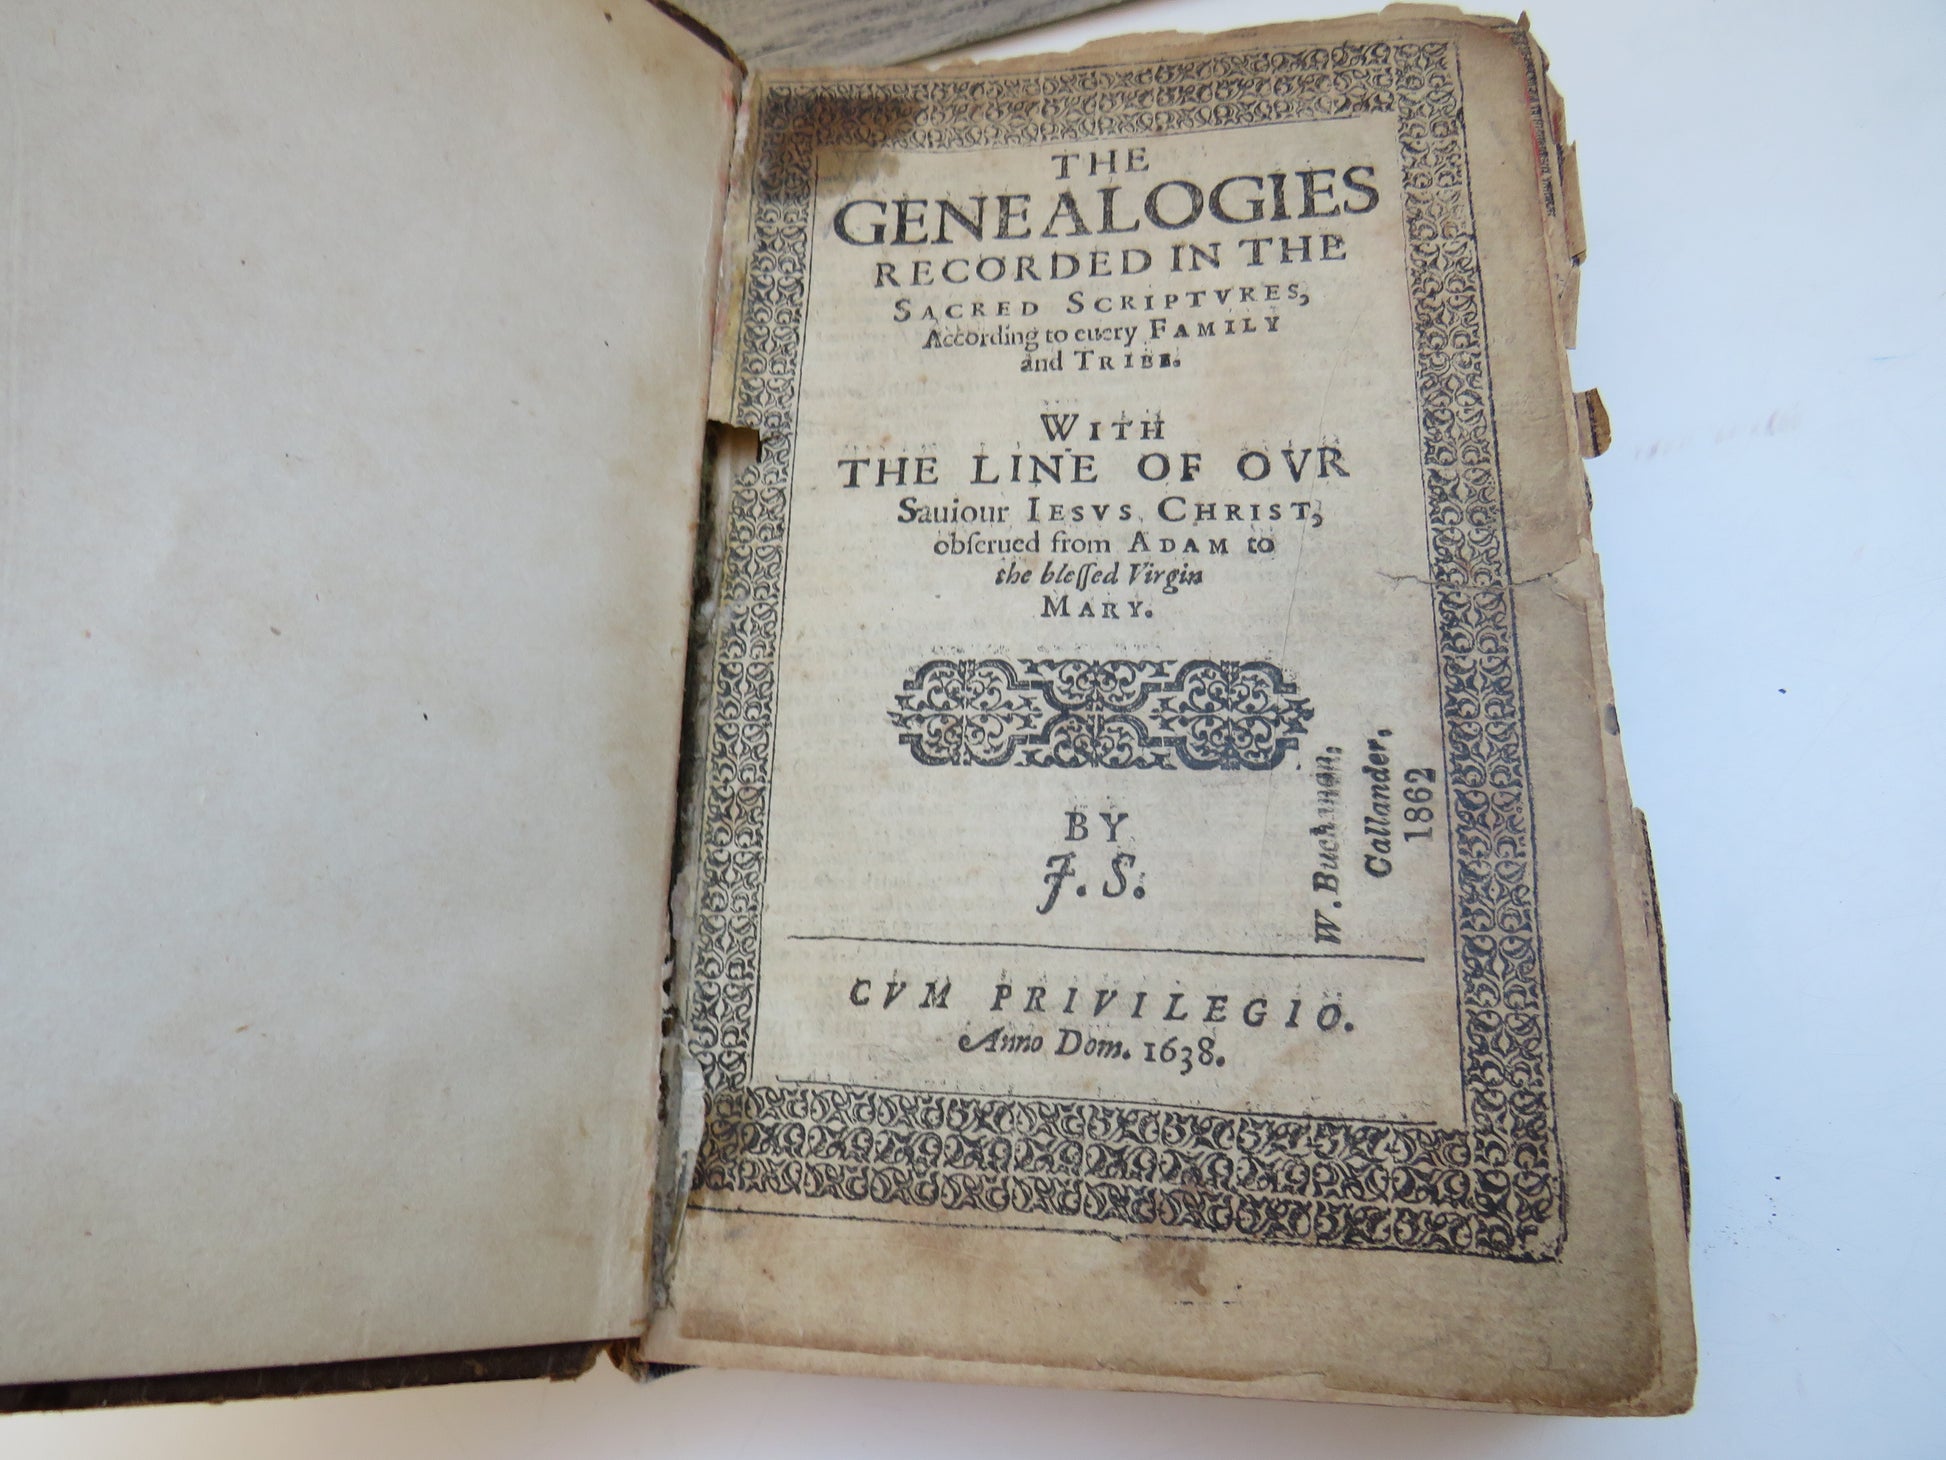 THE
GENEALOGIES
RECORDED IN THE
SACRED SCRIPTVRES,
According to euery FAMILY
and TRIBE.
WITH
THE LINE OF OVR
Sauiour IESVS CHRIST,
obſerued from ADAM to
the bleſſed Virgin
MARY.
BY
J. S.
CVM PRIVILEGIO.
Anno Dom. 1638.
W. Buchanan,
Callander,
1862